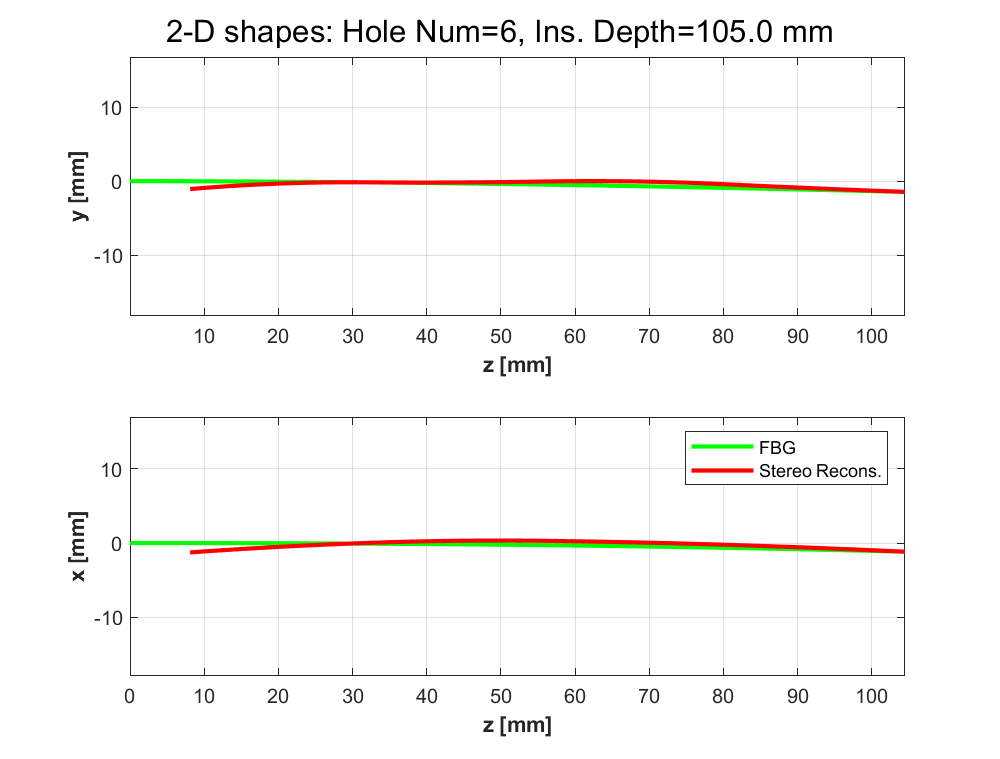 2-D shapes: Hole Num=6, Ins. Depth=105.0 mm
10
0
-10
y [mm]
10 20 30 40 50 60 70 80 90 100
z [mm]
FBG
Stereo Recons.
10
0
-10
x [mm]
0 10 20 30 40 50 60 70 80 90 100
z [mm]